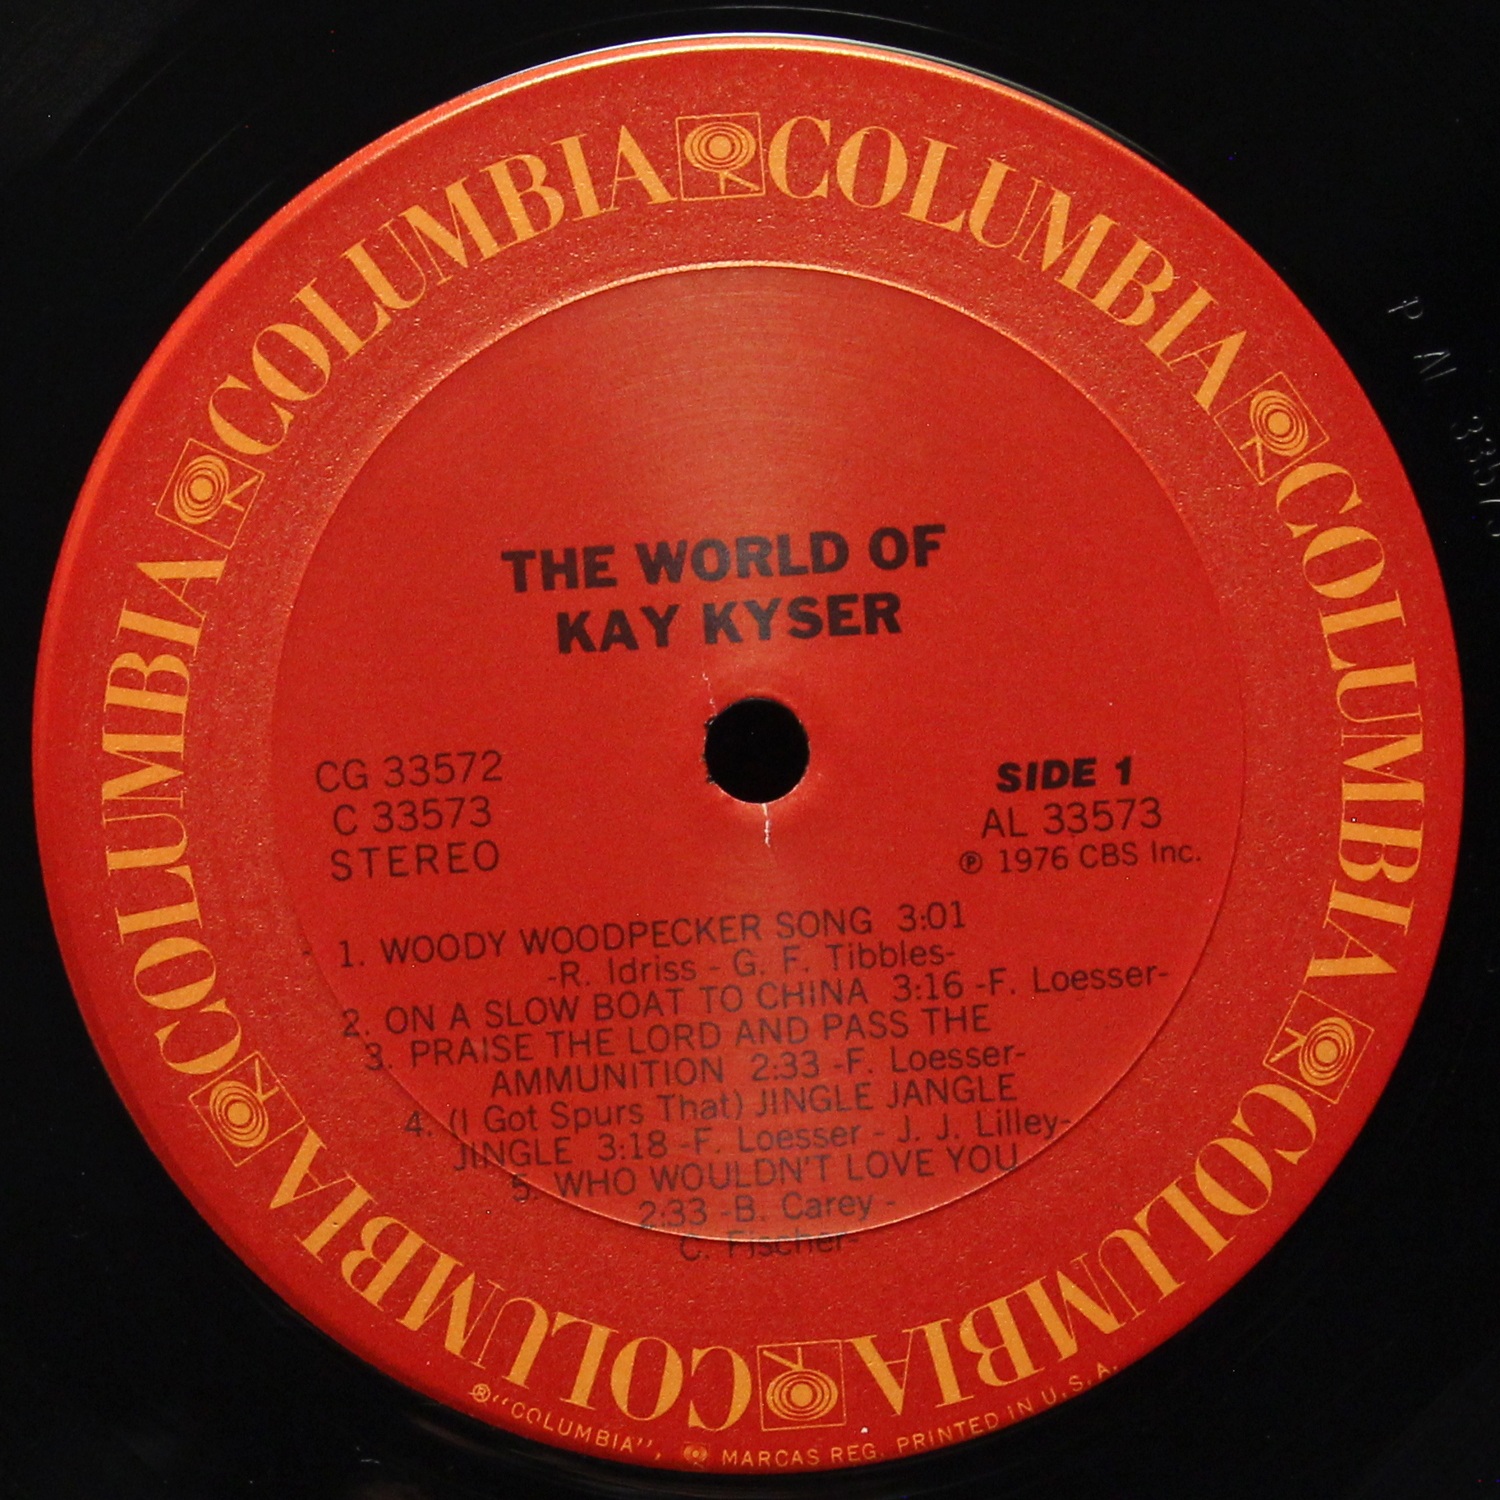 COLUMBIA COLUMBIA COLUMBIA COLUMBIA COLUMBIA COLUMBIA
THE WORLD OF
KAY KYSER
CG 33572
C 33573
STEREO
SIDE 1
AL 33573
℗ 1976 CBS Inc.
1. WOODY WOODPECKER SONG 3:01
-R. Idriss - G. F. Tibbles-
2. ON A SLOW BOAT TO CHINA 3:16 -F. Loesser-
3. PRAISE THE LORD AND PASS THE
AMMUNITION 2:33 -F. Loesser-
4. (I Got Spurs That) JINGLE JANGLE
JINGLE 3:18 -F. Loesser - J. J. Lilley-
5. WHO WOULDN'T LOVE YOU
2:33 -B. Carey -
C. Fischer-
® "COLUMBIA", MARCAS REG. PRINTED IN U.S.A.